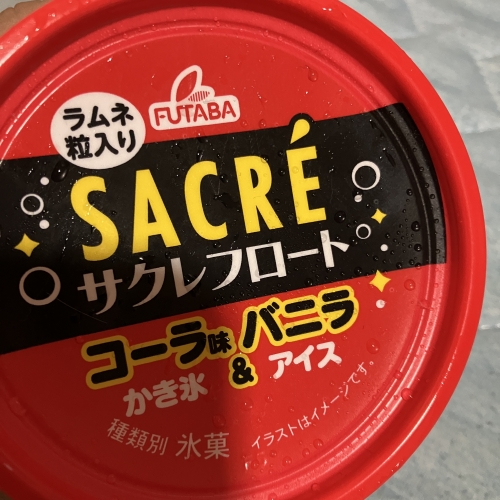 ラムネ
粒入り
FUTABA
SACRÉ
サクレフロート
コーラ味 バニラ
かき氷 & アイス
種類別 氷菓 イラストはイメージです。